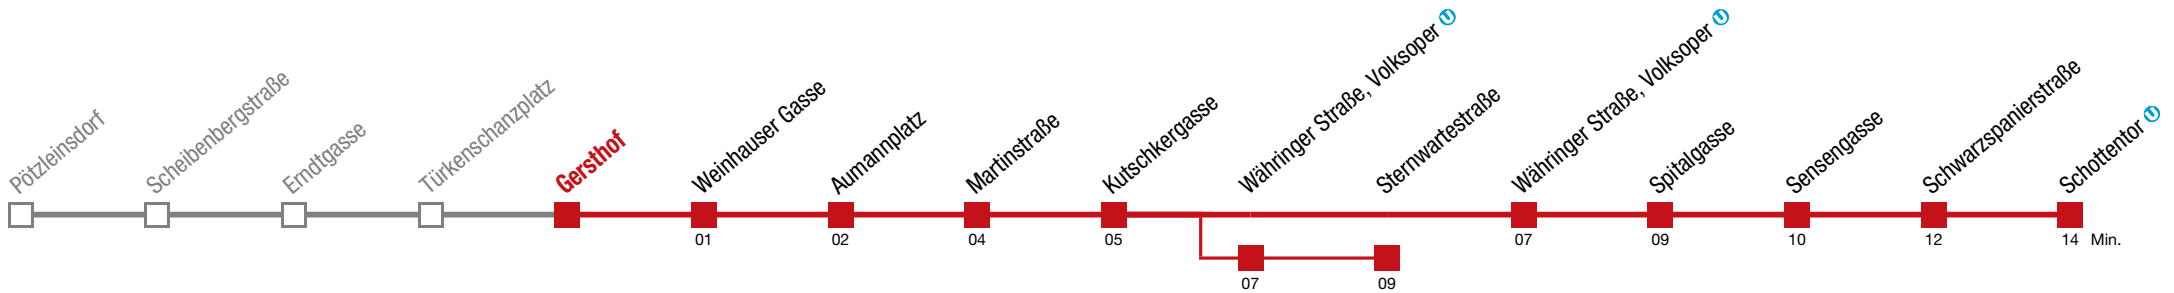 Pötzleinsdorf
Scheibenbergstraße
Erndtgasse
Türkenschanzplatz
Gersthof
Weinhauser Gasse
Aumannplatz
Martinstraße
Kutschkergasse
Währinger Straße, Volksoper U
Sternwartestraße
Währinger Straße, Volksoper U
Spitalgasse
Sensengasse
Schwarzspanierstraße
Schottentor U
01 02 04 05 07 09 10 12 14 Min.
07 09